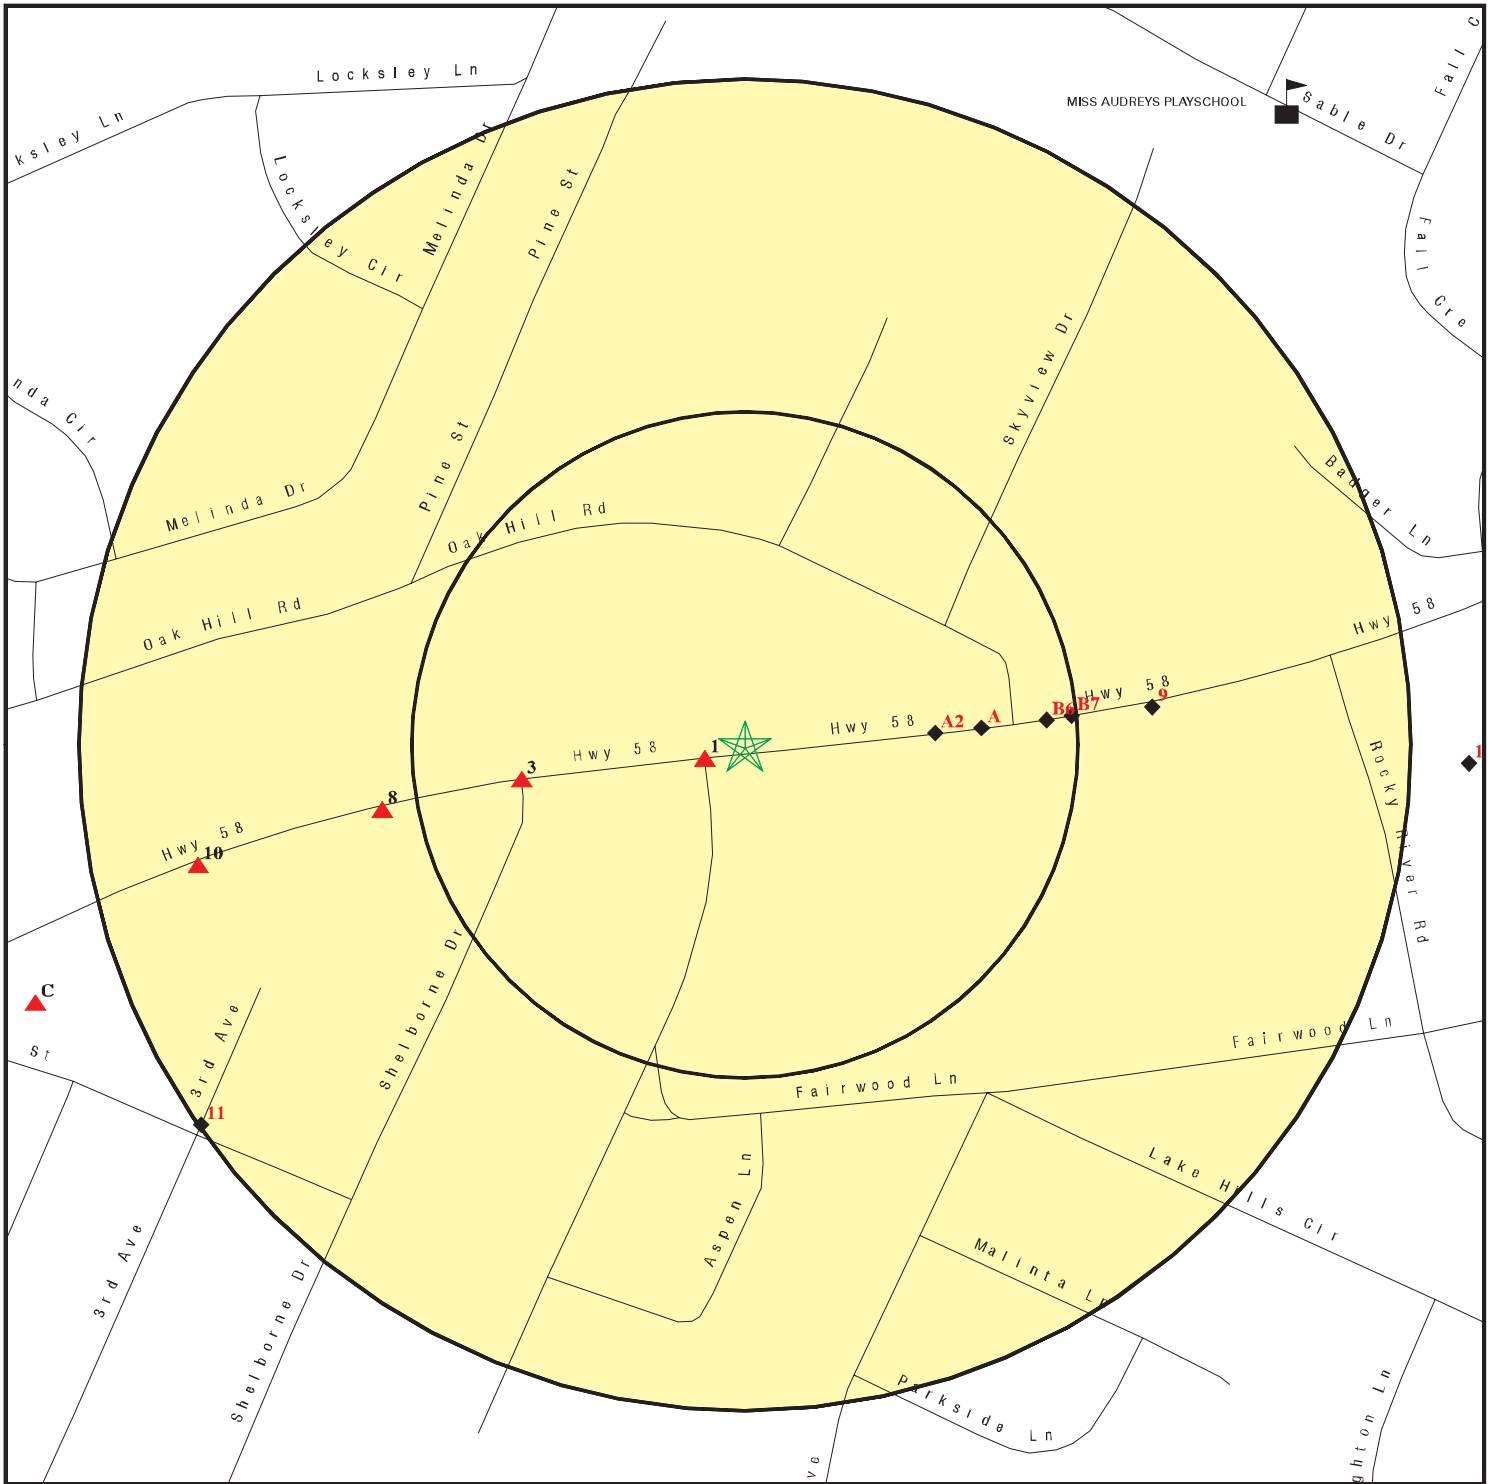 Locksley Ln
ksley Ln
Locksley Cir
Melinda Dr
Pine St
MISS AUDREYS PLAYSCHOOL
Sable Dr
Fall C
Fall Cre
Skyview Dr
nda Cir
Pine St
Melinda Dr
Oak Hill Rd
Badger Ln
Oak Hill Rd
Hwy 58
Hwy 58
9
B6
B7
A2
A
Hwy 58
Hwy 58
1
3
8
Hwy 58
10
1
Rocky River Rd
C
St
3rd Ave
Shelborne Dr
11
Fairwood Ln
Fairwood Ln
Aspen Ln
Lake Hills Cir
Malinta Ln
3rd Ave
Shelborne Dr
Parkside Ln
ve
ghton Ln